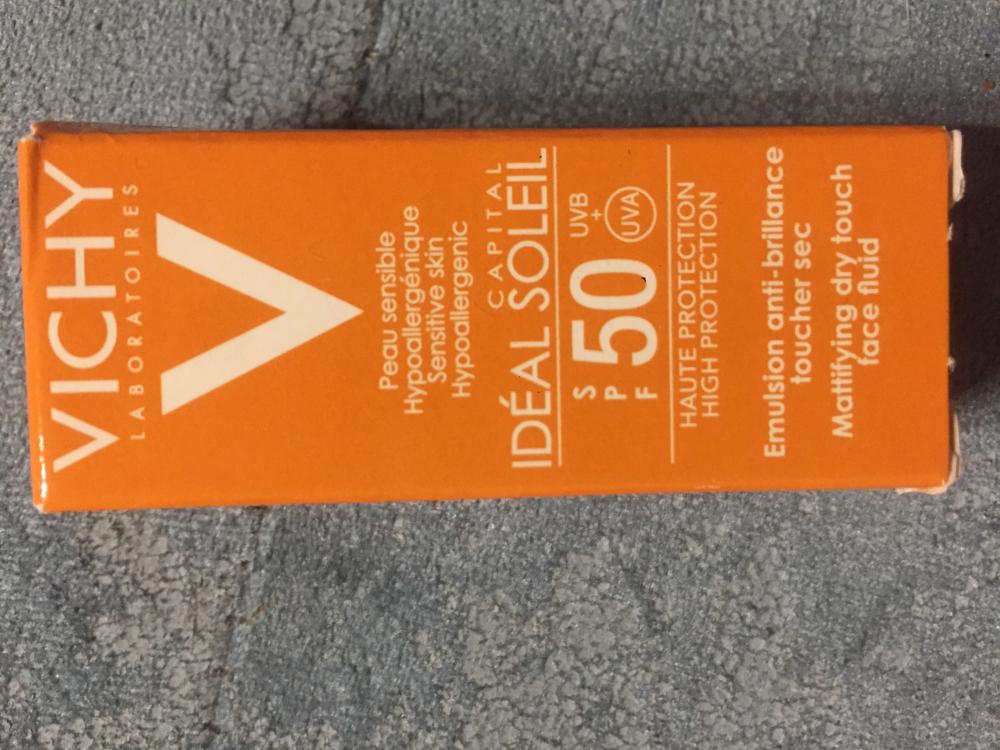 VICHY
LABORATOIRES
V
Peau sensible
Hypoallergénique
Sensitive skin
Hypoallergenic
CAPITAL
IDÉAL SOLEIL
SPF 50 UVB + UVA
HAUTE PROTECTION
HIGH PROTECTION
Emulsion anti-brillance
toucher sec
Mattifying dry touch
face fluid